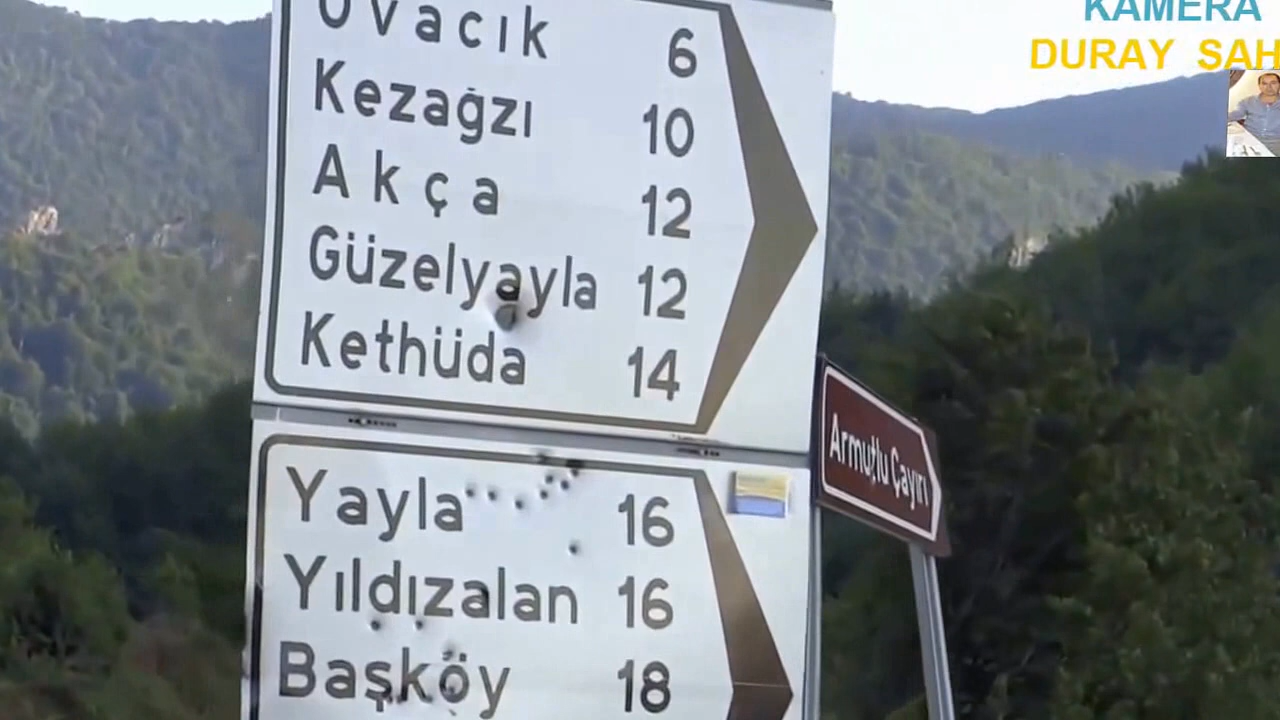 Ovacık 6
Kezağzı 10
Akça 12
Güzelyayla 12
Kethüda 14
Yayla 16
Yıldızalan 16
Başköy 18
Armutlu Çayırı
KAMERA
DURAY SAH